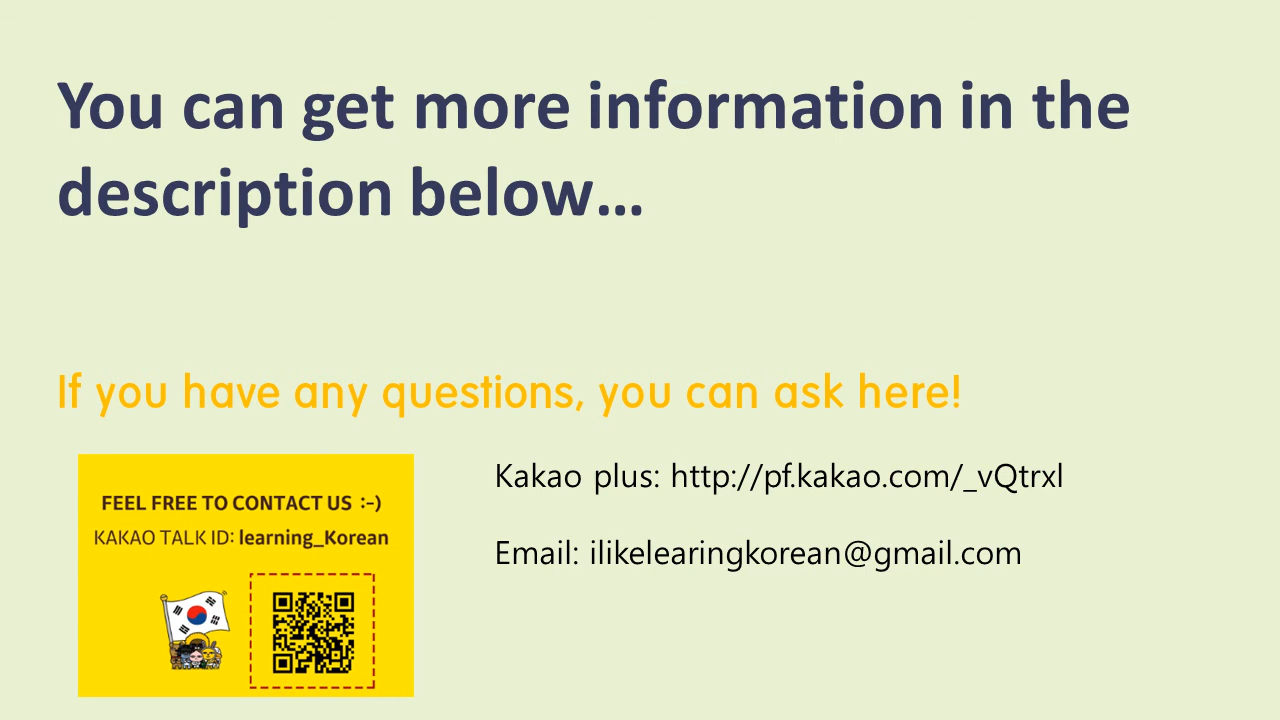 You can get more information in the
description below...
If you have any questions, you can ask here!
FEEL FREE TO CONTACT US :-)
KAKAO TALK ID: learning_Korean
Kakao plus: http://pf.kakao.com/_vQtrxl
Email: ilikelearingkorean@gmail.com